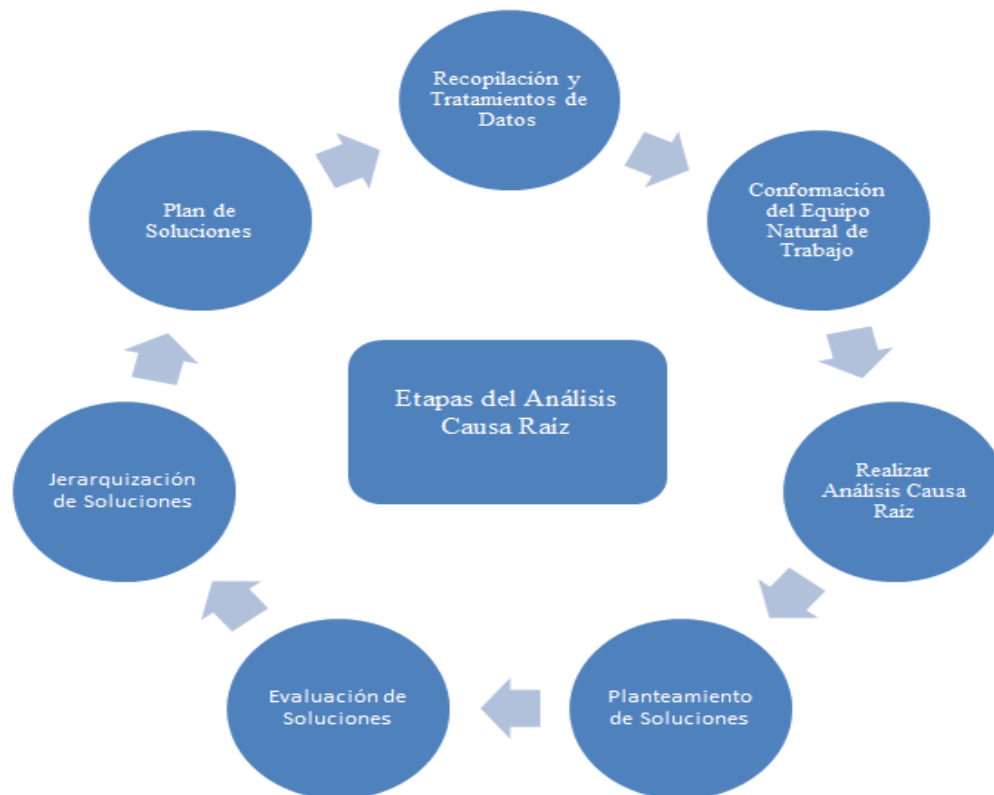 Recopilación y
Tratamientos de
Datos
Conformación
del Equipo
Natural de
Trabajo
Realizar
Análisis Causa
Raíz
Planteamiento
de Soluciones
Evaluación de
Soluciones
Jerarquización
de Soluciones
Plan de
Soluciones
Etapas del Análisis
Causa Raíz